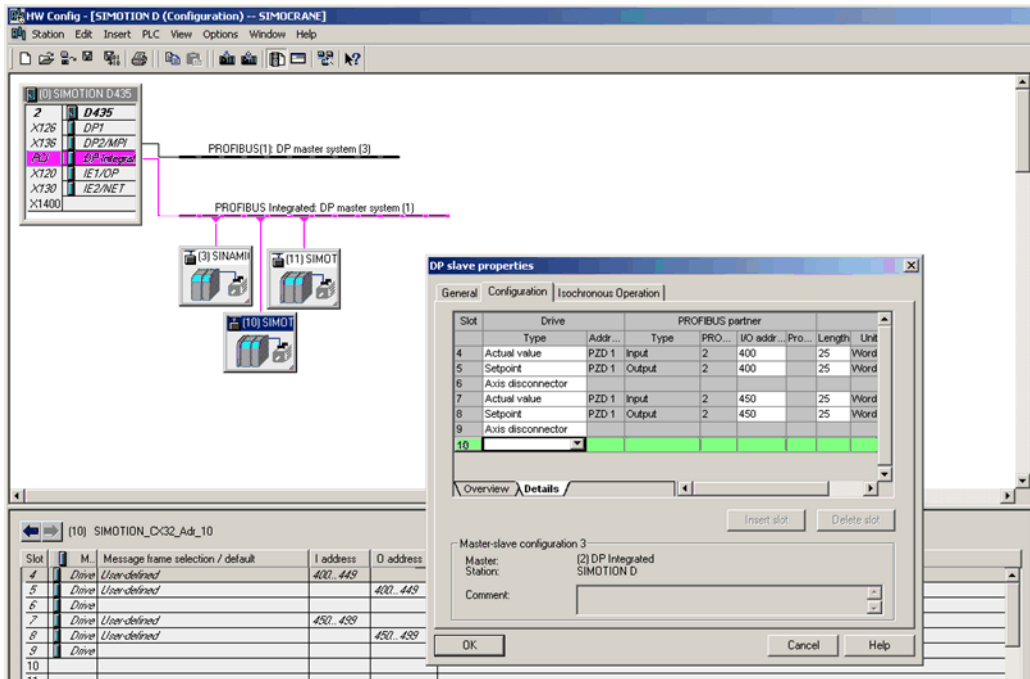 HW Config - [SIMOTION D (Configuration) -- SIMOCRANE]
Station Edit Insert PLC View Options Window Help
(0) SIMOTION D435
2 D435
X126 DP1
X136 DP2/MPI
PCI DP Integrat
X120 IE1/OP
X130 IE2/NET
X1400
PROFIBUS(1): DP master system (3)
PROFIBUS Integrated: DP master system (1)
(3) SINAMI
(11) SIMOT
(10) SIMOT
DP slave properties
General Configuration Isochronous Operation
Slot Drive PROFIBUS partner
Type Addr... Type PRO... I/O addr... Pro... Length Unit
4 Actual value PZD 1 Input 2 400 25 Word
5 Setpoint PZD 1 Output 2 400 25 Word
6 Axis disconnector
7 Actual value PZD 1 Input 2 450 25 Word
8 Setpoint PZD 1 Output 2 450 25 Word
9 Axis disconnector
10
Overview Details
Insert slot Delete slot
Master-slave configuration 3
Master: (2) DP Integrated
Station: SIMOTION D
Comment:
OK Cancel Help
(10) SIMOTION_CX32_Adr_10
Slot M... Message frame selection / default I address O address
4 Drive User-defined 400...449
5 Drive User-defined 400...449
6 Drive
7 Drive User-defined 450...499
8 Drive User-defined 450...499
9 Drive
10